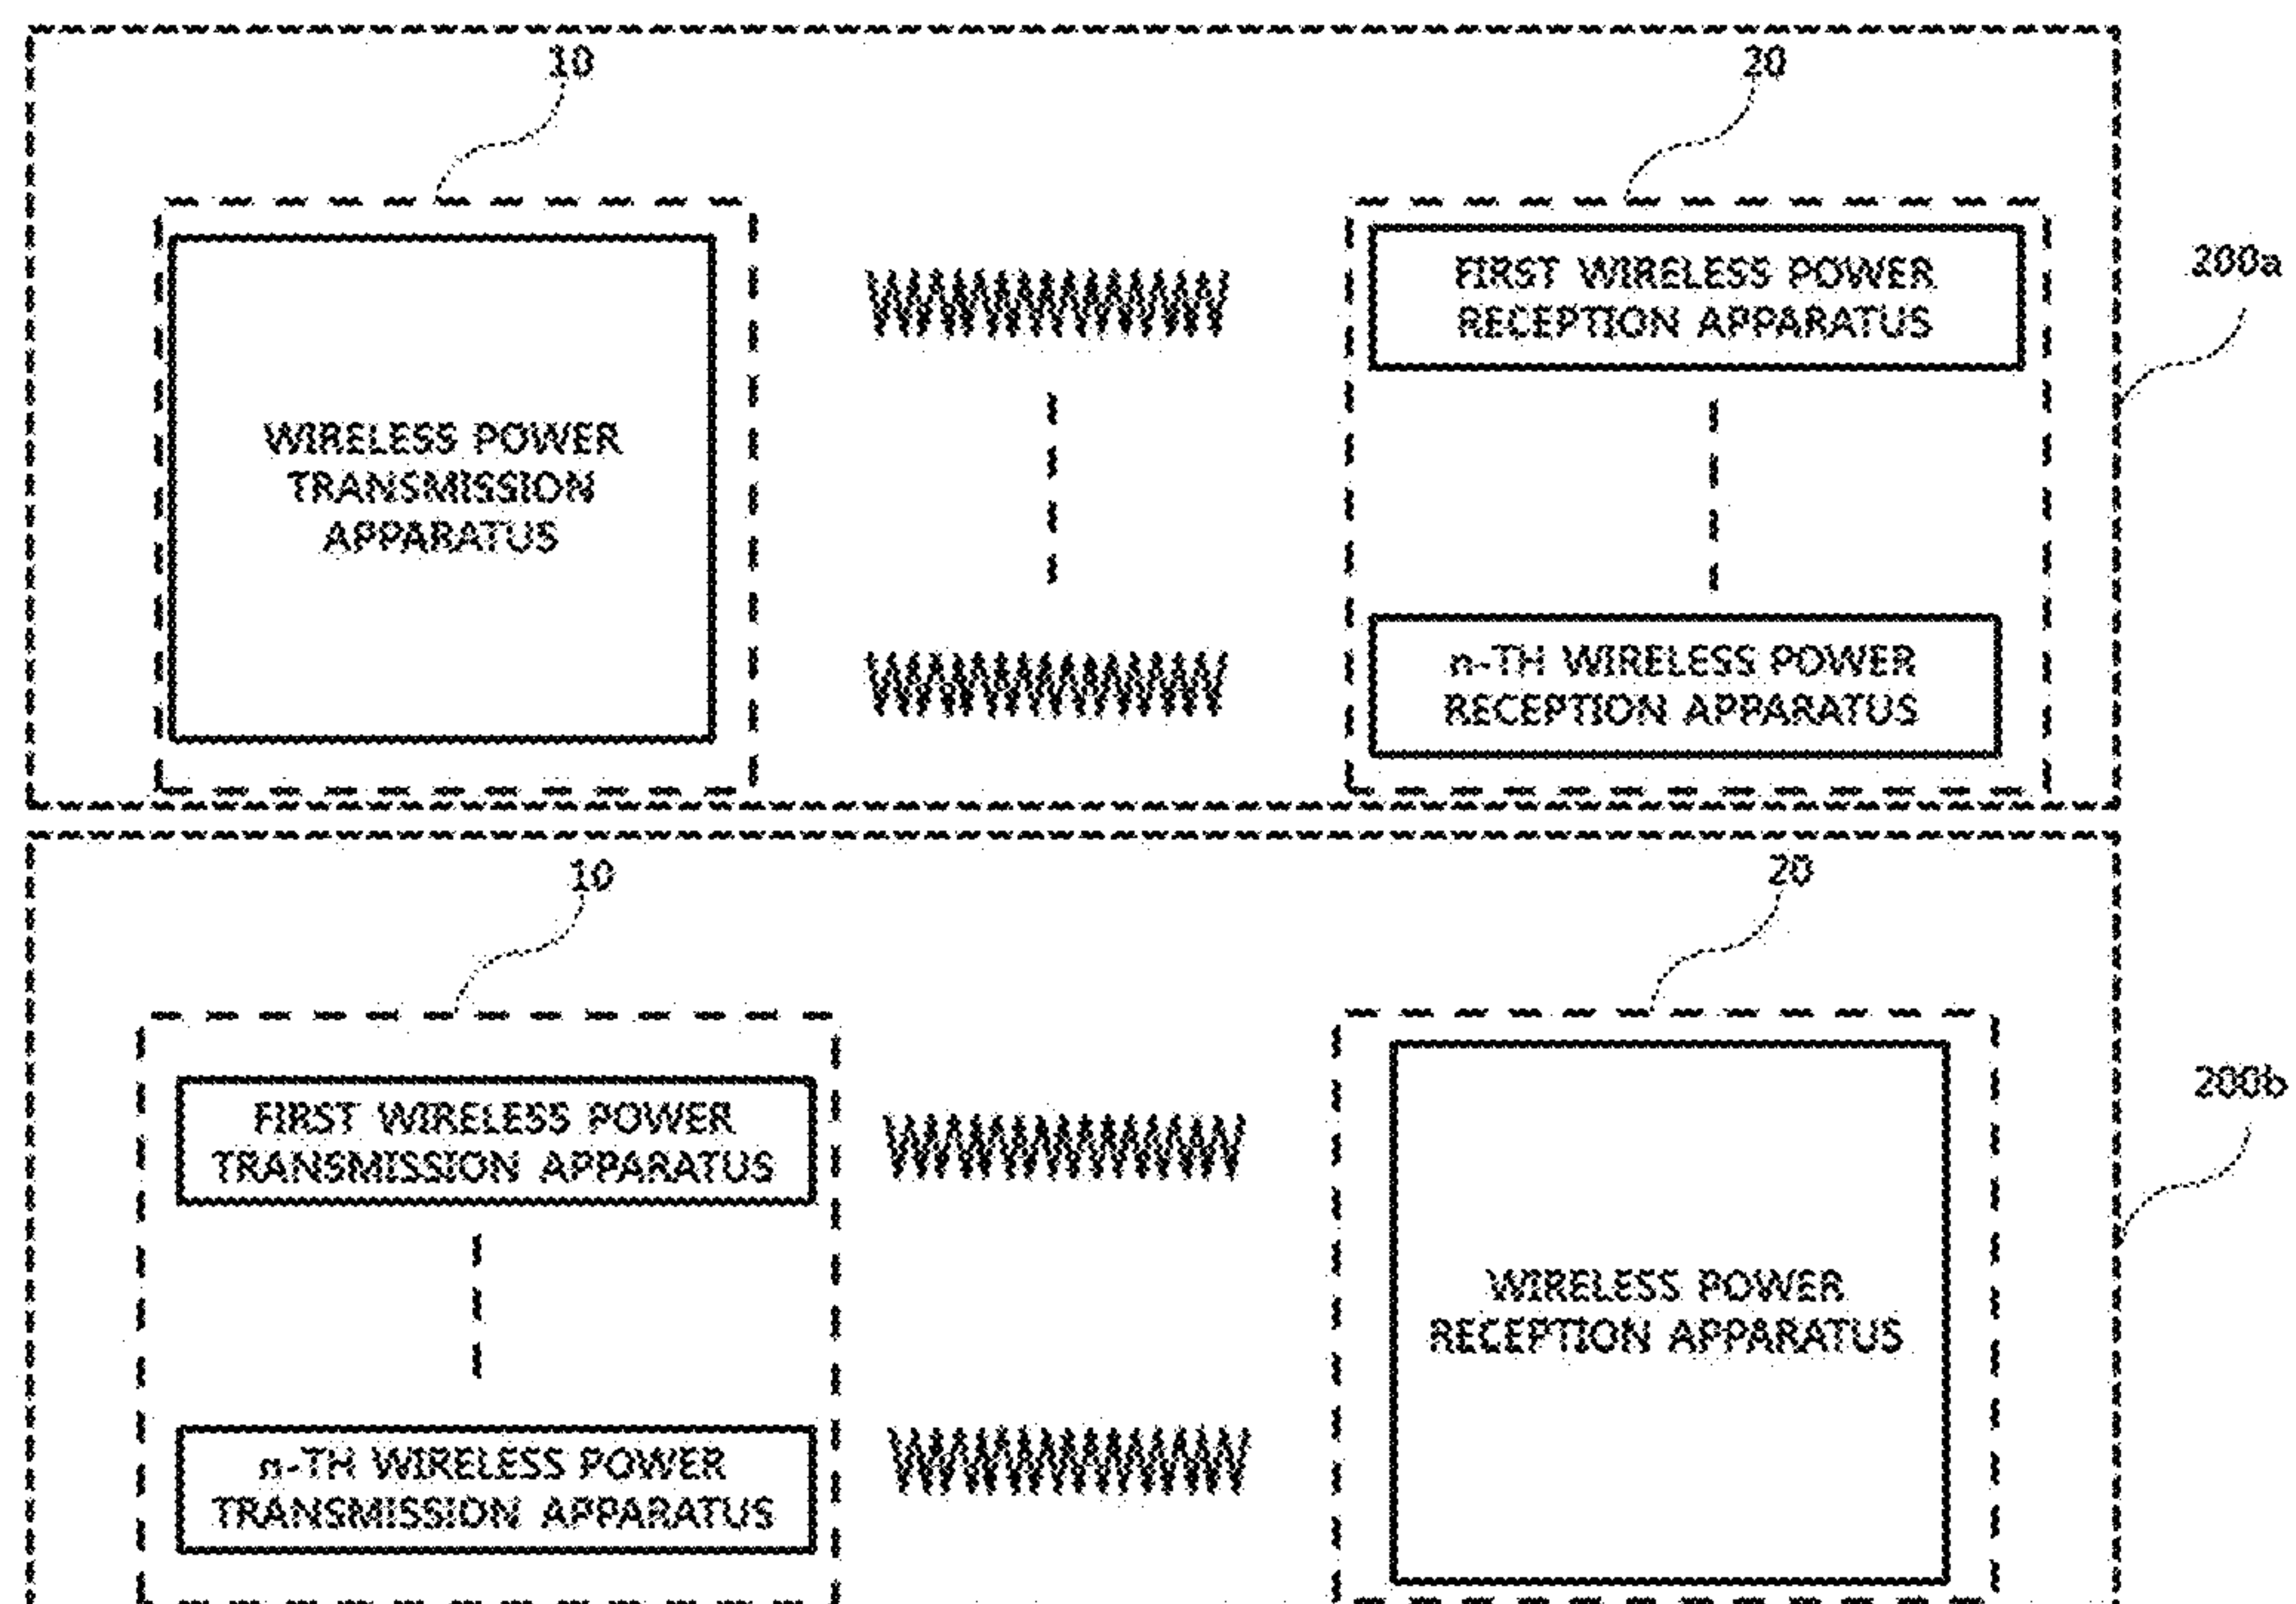 10
20
200a
WIRELESS POWER
TRANSMISSION
APPARATUS
FIRST WIRELESS POWER
RECEPTION APPARATUS
n-TH WIRELESS POWER
RECEPTION APPARATUS
10
20
200b
FIRST WIRELESS POWER
TRANSMISSION APPARATUS
n-TH WIRELESS POWER
TRANSMISSION APPARATUS
WIRELESS POWER
RECEPTION APPARATUS